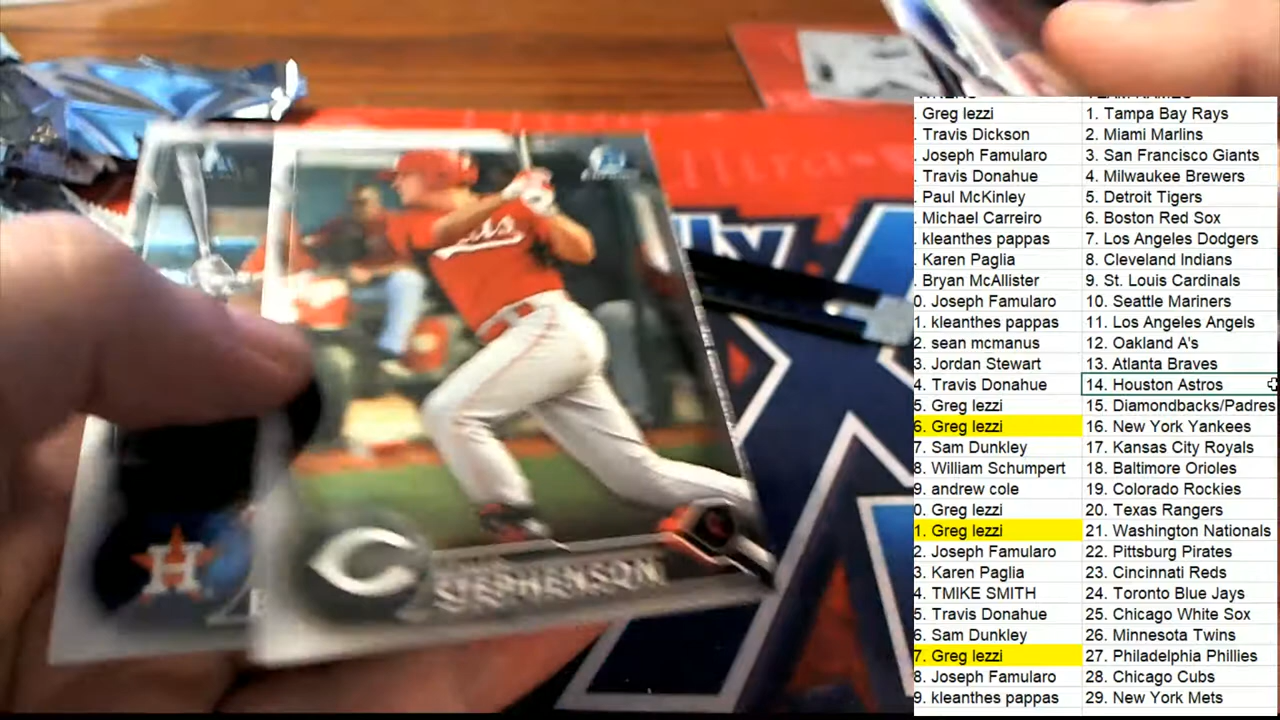 . Greg Iezzi 1. Tampa Bay Rays
. Travis Dickson 2. Miami Marlins
. Joseph Famularo 3. San Francisco Giants
. Travis Donahue 4. Milwaukee Brewers
. Paul McKinley 5. Detroit Tigers
. Michael Carreiro 6. Boston Red Sox
. kleanthes pappas 7. Los Angeles Dodgers
. Karen Paglia 8. Cleveland Indians
. Bryan McAllister 9. St. Louis Cardinals
0. Joseph Famularo 10. Seattle Mariners
1. kleanthes pappas 11. Los Angeles Angels
2. sean mcmanus 12. Oakland A's
3. Jordan Stewart 13. Atlanta Braves
4. Travis Donahue 14. Houston Astros
5. Greg Iezzi 15. Diamondbacks/Padres
6. Greg Iezzi 16. New York Yankees
7. Sam Dunkley 17. Kansas City Royals
8. William Schumpert 18. Baltimore Orioles
9. andrew cole 19. Colorado Rockies
0. Greg Iezzi 20. Texas Rangers
1. Greg Iezzi 21. Washington Nationals
2. Joseph Famularo 22. Pittsburg Pirates
3. Karen Paglia 23. Cincinnati Reds
4. TMIKE SMITH 24. Toronto Blue Jays
5. Travis Donahue 25. Chicago White Sox
6. Sam Dunkley 26. Minnesota Twins
7. Greg Iezzi 27. Philadelphia Phillies
8. Joseph Famularo 28. Chicago Cubs
9. kleanthes pappas 29. New York Mets
H
C
STEPHENSON